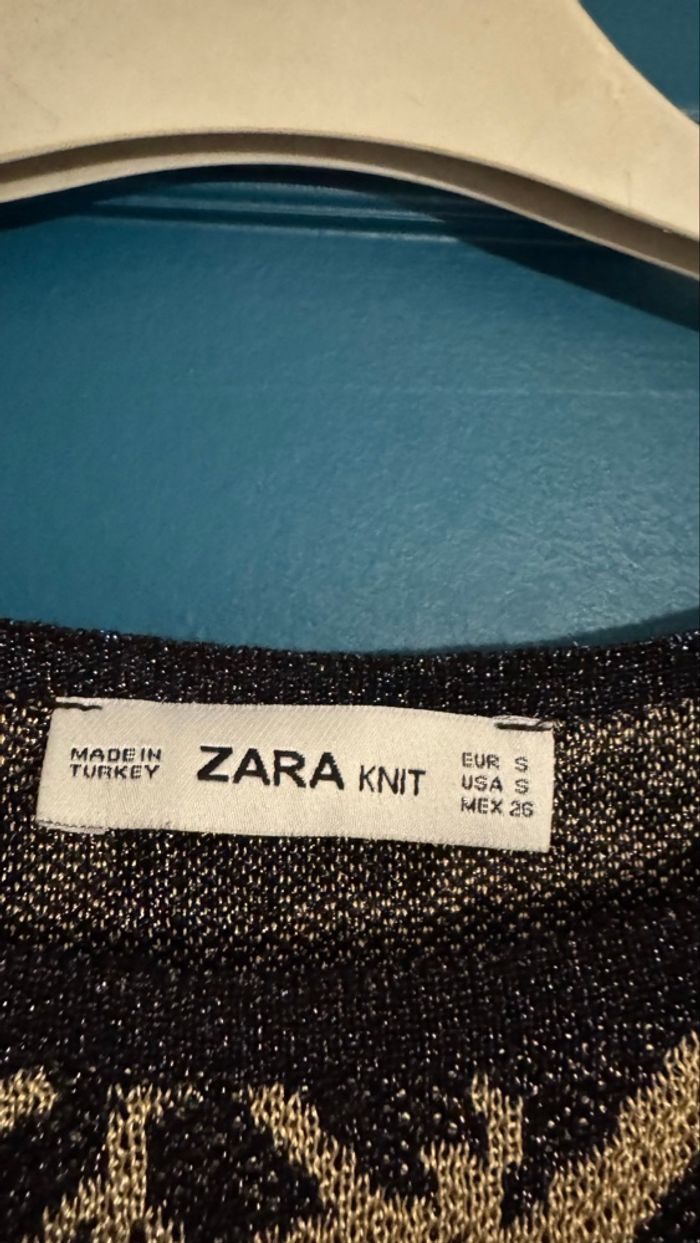 MADE IN
TURKEY
ZARA KNIT
EUR S
USA S
MEX 26